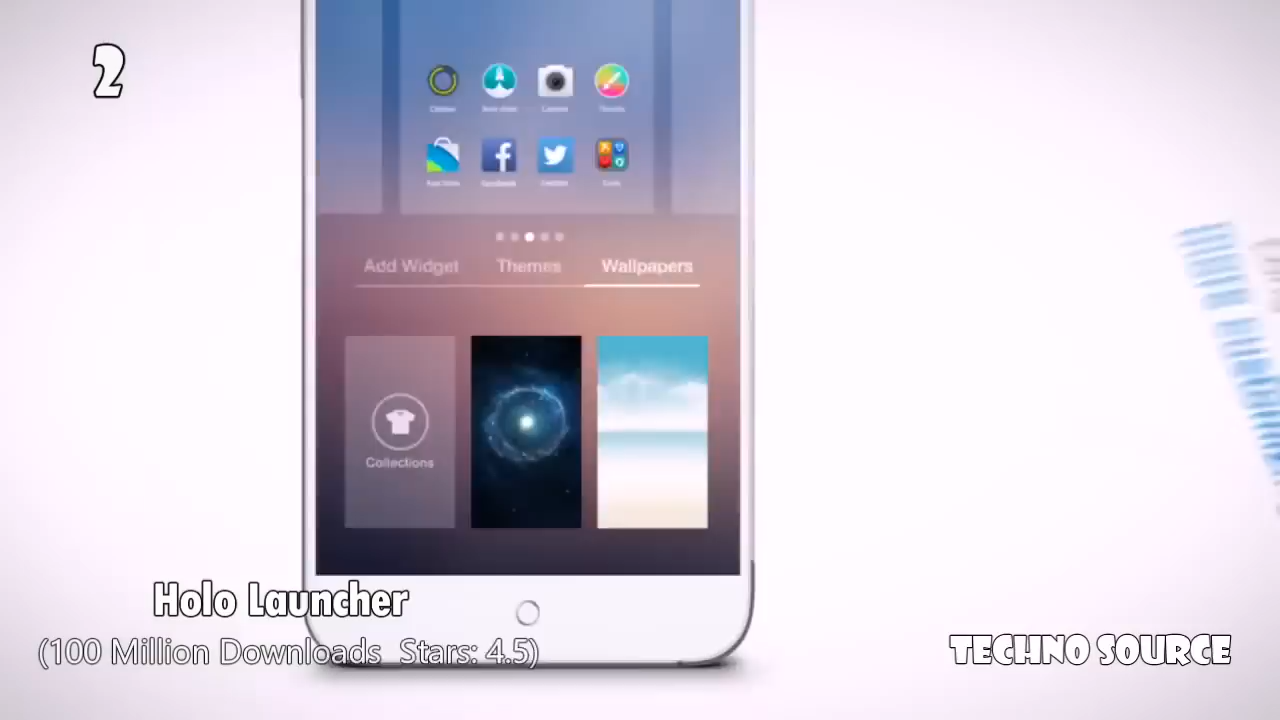 2
Add Widget Themes Wallpapers
Collections
Holo Launcher
(100 Million Downloads Stars: 4.5)
TECHNO SOURCE